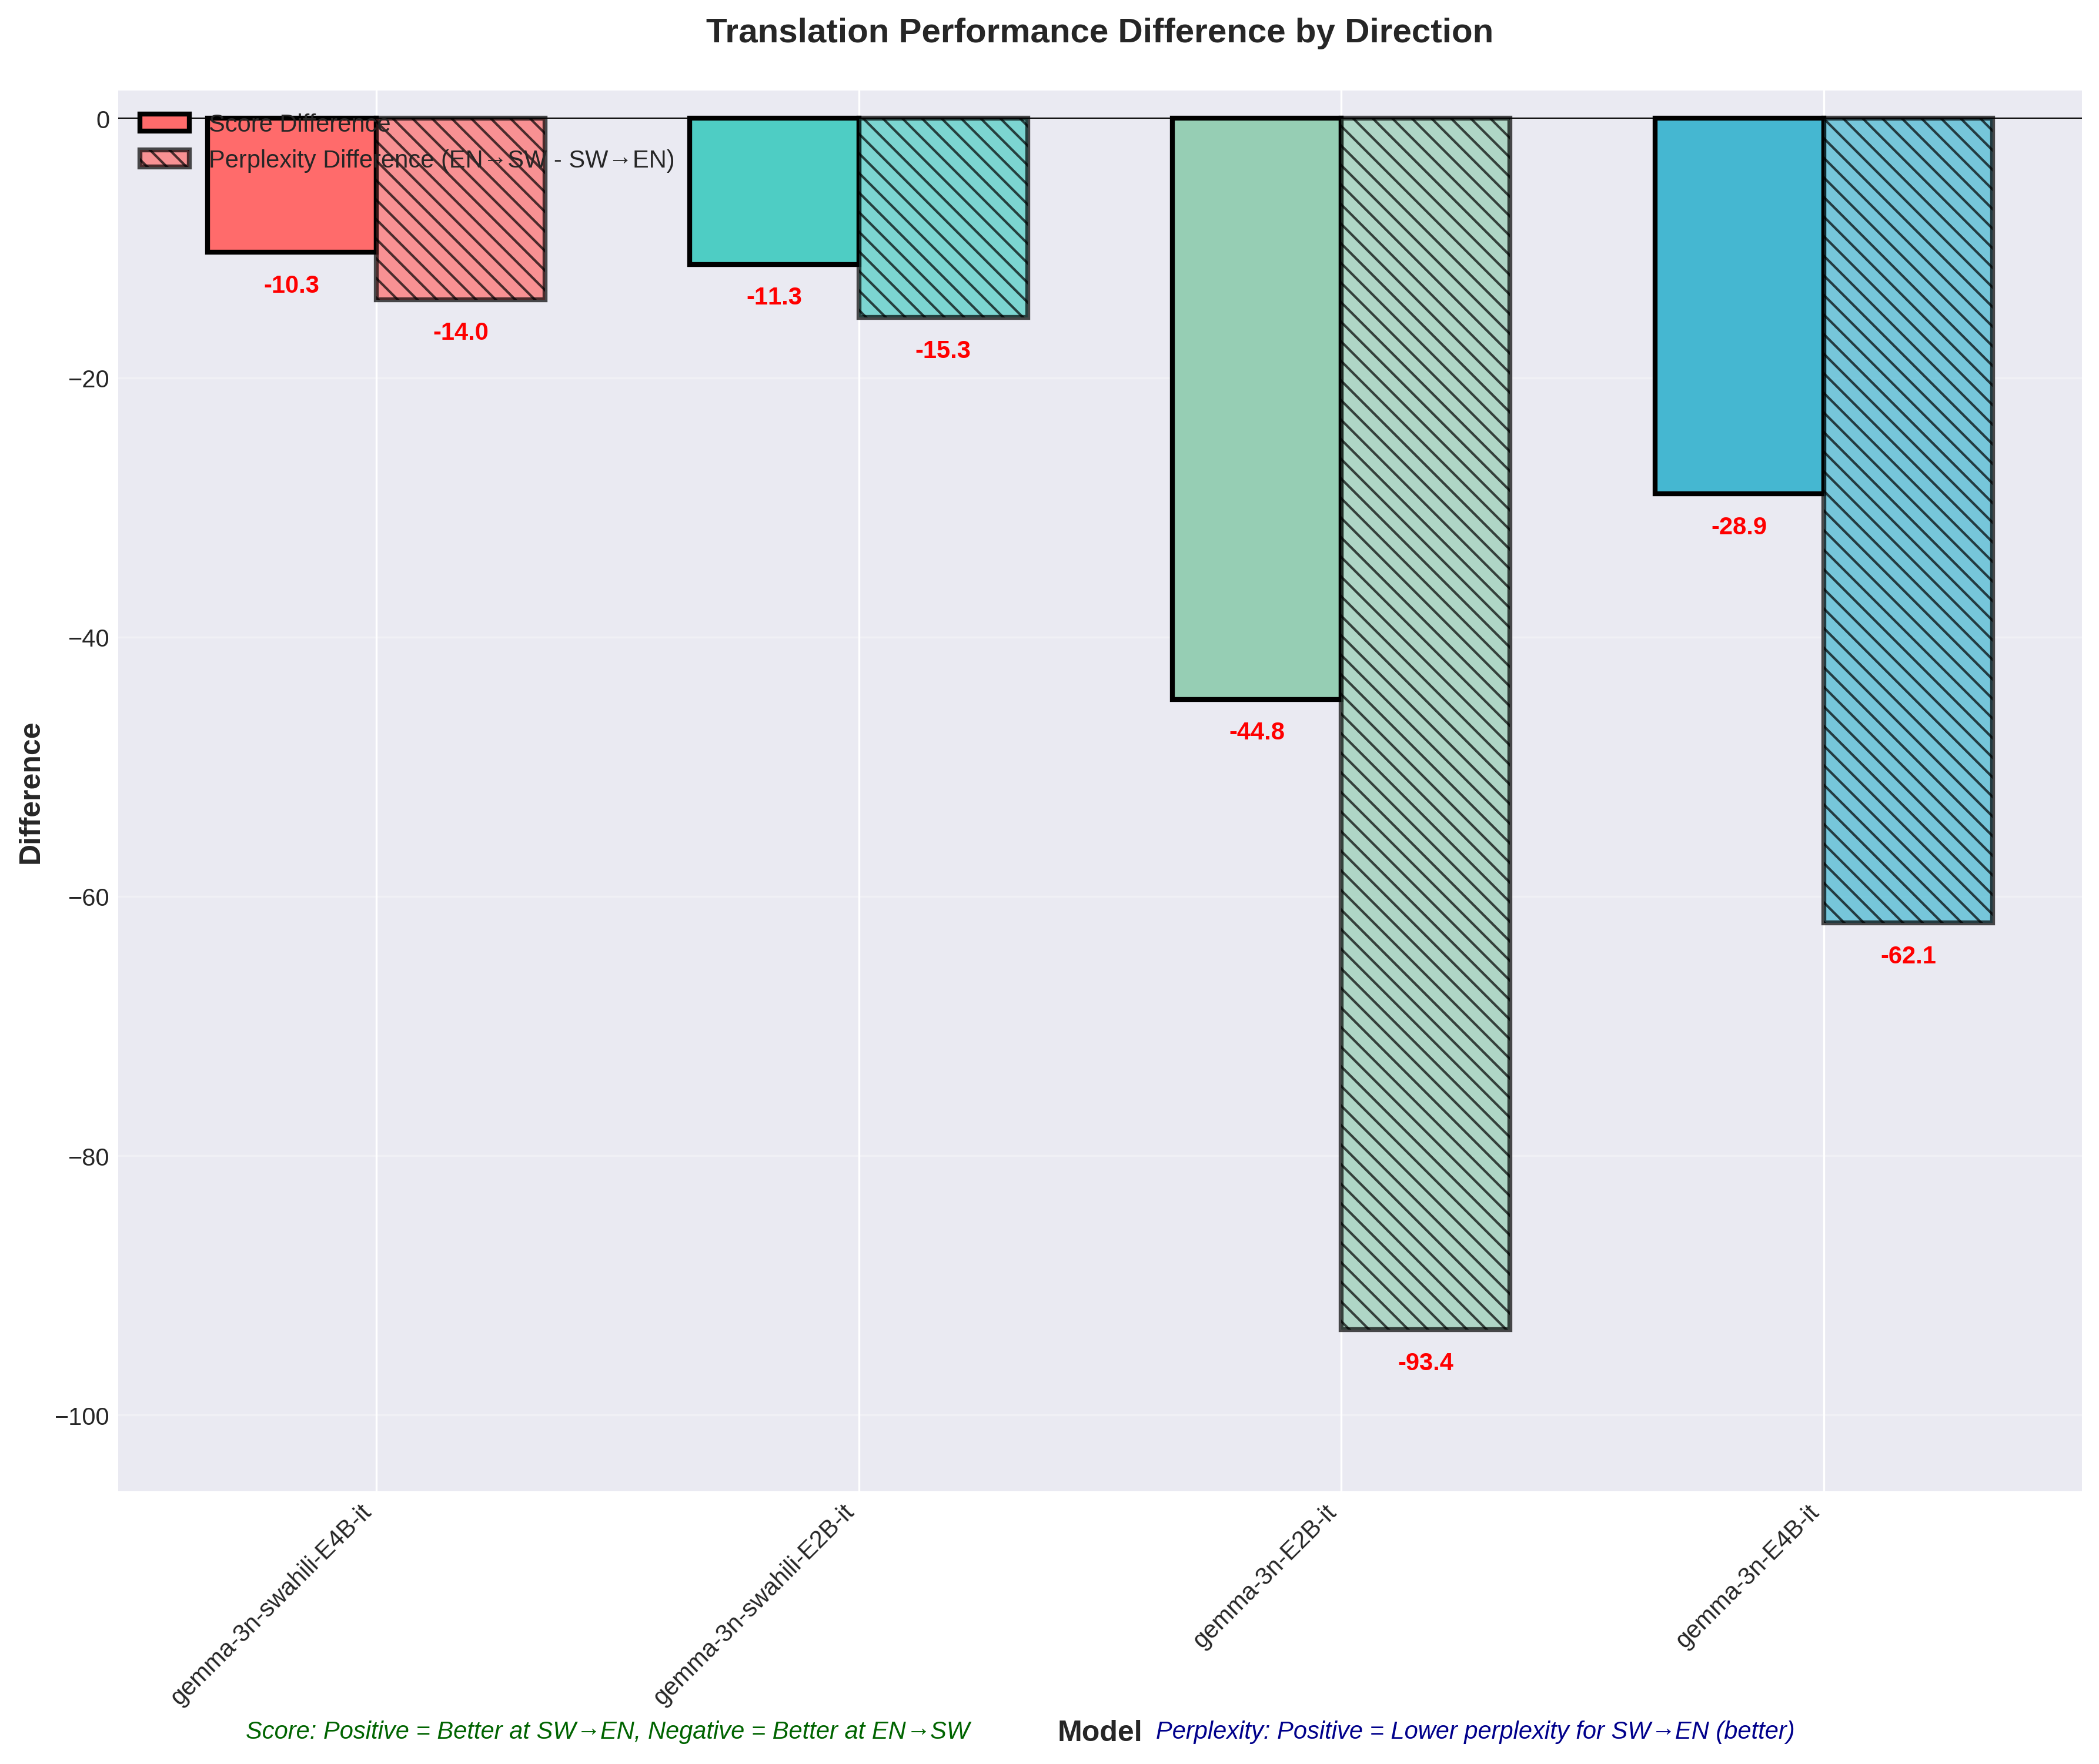 Translation Performance Difference by Direction
Score Difference
Perplexity Difference (EN→SW - SW→EN)
0
−20
−40
−60
−80
−100
Difference
-10.3
-14.0
-11.3
-15.3
-44.8
-93.4
-28.9
-62.1
gemma-3n-swahili-E4B-it
gemma-3n-swahili-E2B-it
gemma-3n-E2B-it
gemma-3n-E4B-it
Score: Positive = Better at SW→EN, Negative = Better at EN→SW
Model
Perplexity: Positive = Lower perplexity for SW→EN (better)